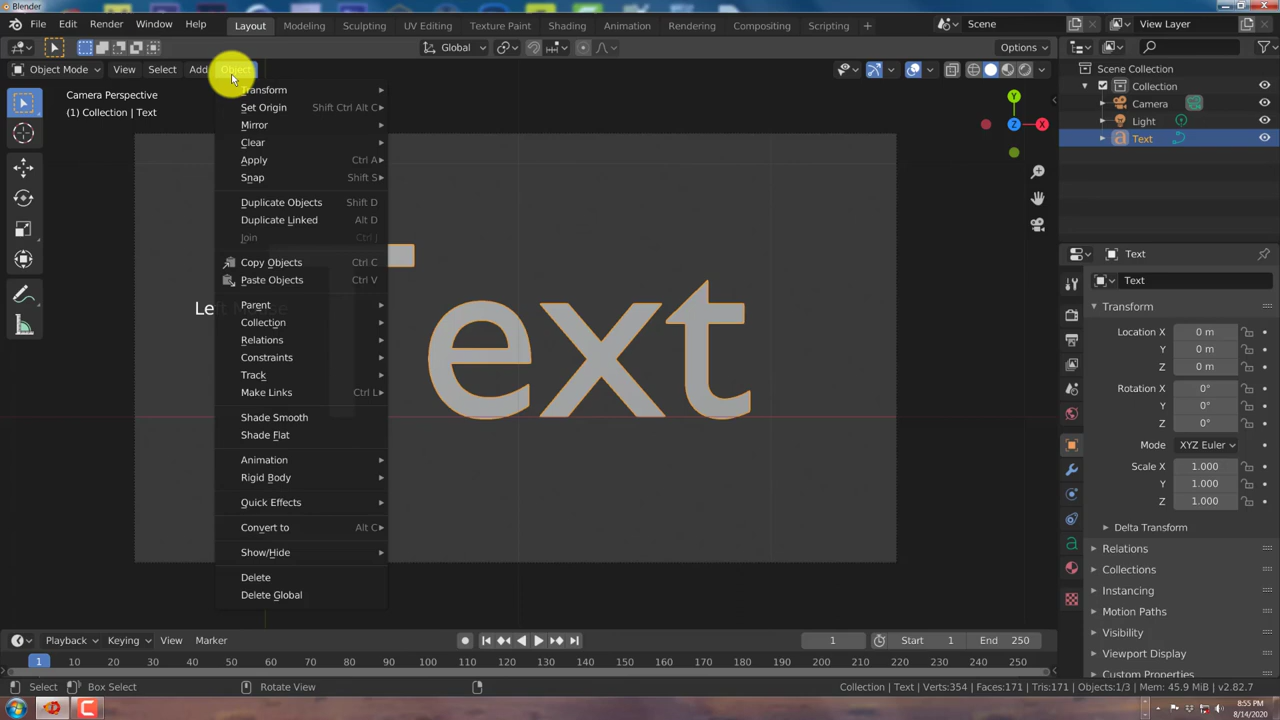 Blender
File Edit Render Window Help
Layout Modeling Sculpting UV Editing Texture Paint Shading Animation Rendering Compositing Scripting +
Scene View Layer
Global Options
Object Mode View Select Add Object
Camera Perspective
(1) Collection | Text
Transform
Set Origin Shift Ctrl Alt C
Mirror
Clear
Apply Ctrl A
Snap Shift S
Duplicate Objects Shift D
Duplicate Linked Alt D
Join Ctrl J
Copy Objects Ctrl C
Paste Objects Ctrl V
Parent
Collection
Relations
Constraints
Track
Make Links Ctrl L
Shade Smooth
Shade Flat
Animation
Rigid Body
Quick Effects
Convert to Alt C
Show/Hide
Delete
Delete Global
ext
Y
Z X
Scene Collection
Collection
Camera
Light
Text
Text
Text
Transform
Location X 0 m
Y 0 m
Z 0 m
Rotation X 0°
Y 0°
Z 0°
Mode XYZ Euler
Scale X 1.000
Y 1.000
Z 1.000
Delta Transform
Relations
Collections
Instancing
Motion Paths
Visibility
Viewport Display
Custom Properties
Playback Keying View Marker 1 Start 1 End 250
1 10 20 30 40 50 60 70 80 90 100 110 120 130 140 150 160 170 180 190 200 210 220 230 240 250
Select Box Select Rotate View Collection | Text | Verts:354 | Faces:171 | Tris:171 | Objects:1/3 | Mem: 45.9 MiB | v2.82.7
8:55 PM
8/14/2020